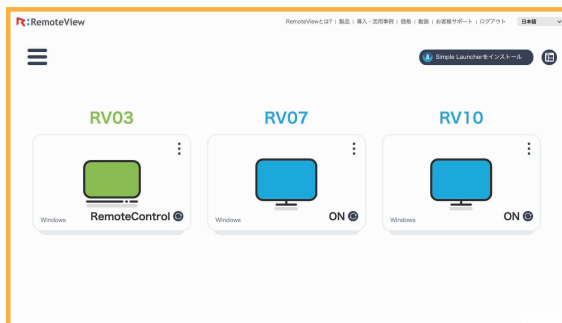 R:RemoteView
RemoteViewとは? | 製品 | 導入・活用事例 | 価格 | 動画 | お客様サポート | ログアウト 日本語
Simple Launcherをインストール
RV03 RV07 RV10
Windows RemoteControl Windows ON Windows ON